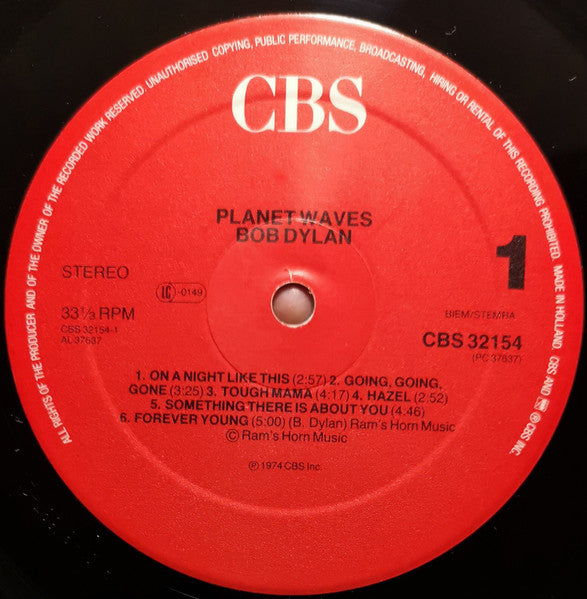 ALL RIGHTS OF THE PRODUCER AND OF THE OWNER OF THE RECORDED WORK RESERVED. UNAUTHORISED COPYING, PUBLIC PERFORMANCE, BROADCASTING, HIRING OR RENTAL OF THIS RECORDING PROHIBITED. MADE IN HOLLAND CBS AND ℗ CBS INC.
CBS
PLANET WAVES
BOB DYLAN
STEREO
LC -0149
1
33⅓ RPM
BIEM/STEMRA
CBS 32154-1
AL 37637
CBS 32154
(PC 37637)
1. ON A NIGHT LIKE THIS (2:57) 2. GOING, GOING,
GONE (3:25) 3. TOUGH MAMA (4:17) 4. HAZEL (2:52)
5. SOMETHING THERE IS ABOUT YOU (4:46)
6. FOREVER YOUNG (5:00) (B. Dylan) Ram's Horn Music
© Ram's Horn Music
℗ 1974 CBS Inc.